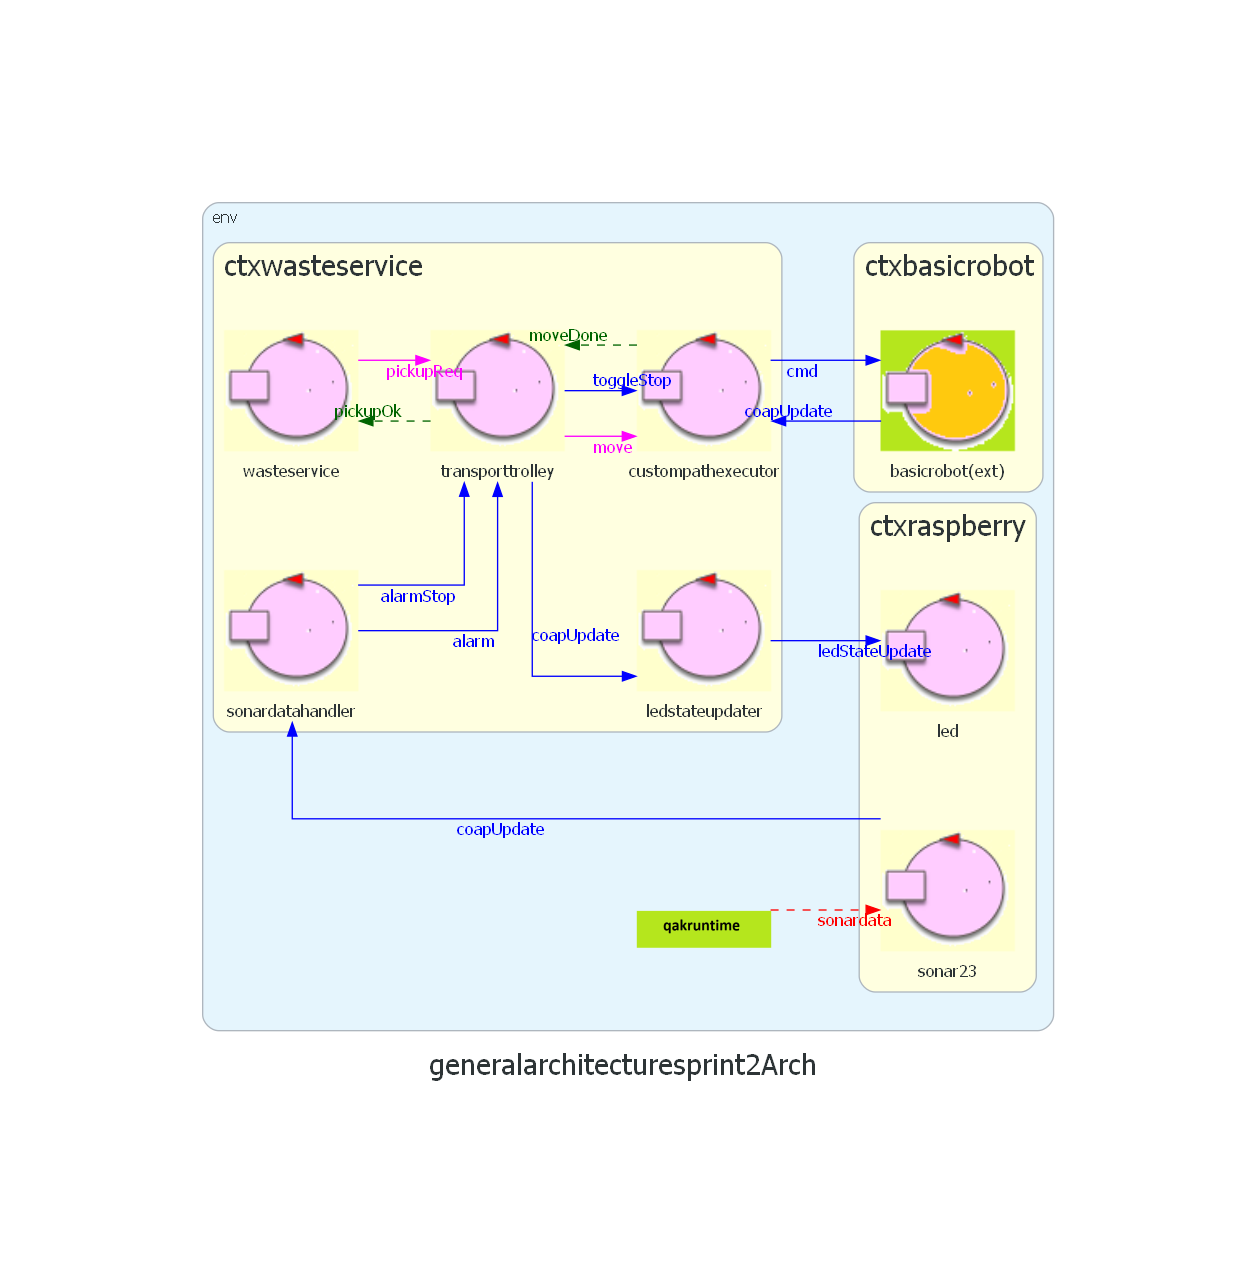 env
ctxwasteservice
ctxbasicrobot
moveDone
pickupReq
toggleStop
cmd
pickupOk
coapUpdate
move
wasteservice
transporttrolley
custompathexecutor
basicrobot(ext)
ctxraspberry
alarmStop
alarm
coapUpdate
ledStateUpdate
sonardatahandler
ledstateupdater
led
coapUpdate
qakruntime
sonardata
sonar23
generalarchitecturesprint2Arch